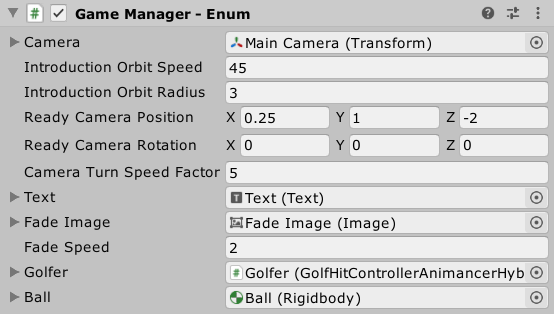 Game Manager - Enum
Camera Main Camera (Transform)
Introduction Orbit Speed 45
Introduction Orbit Radius 3
Ready Camera Position X 0.25 Y 1 Z -2
Ready Camera Rotation X 0 Y 0 Z 0
Camera Turn Speed Factor 5
Text Text (Text)
Fade Image Fade Image (Image)
Fade Speed 2
Golfer Golfer (GolfHitControllerAnimancerHyb
Ball Ball (Rigidbody)